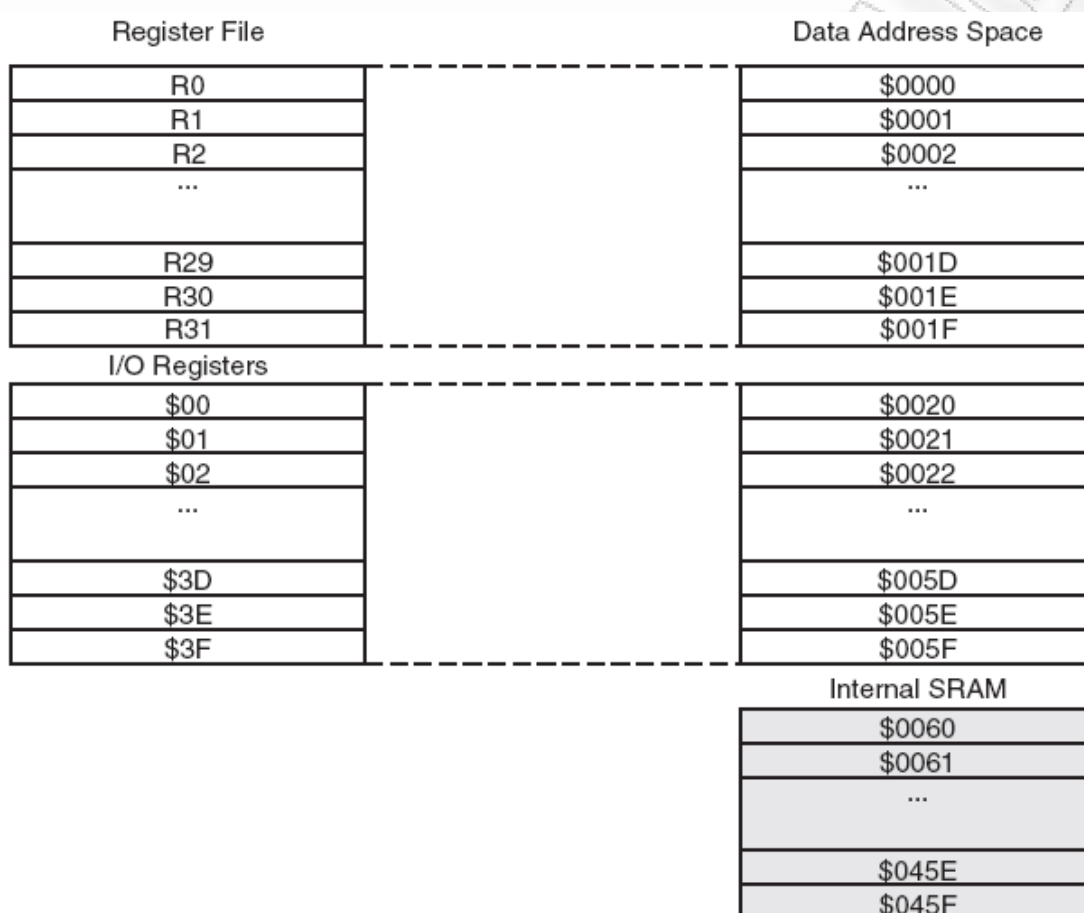 Register File
Data Address Space
R0
$0000
R1
$0001
R2
$0002
...
...
R29
$001D
R30
$001E
R31
$001F
I/O Registers
$00
$0020
$01
$0021
$02
$0022
...
...
$3D
$005D
$3E
$005E
$3F
$005F
Internal SRAM
$0060
$0061
...
$045E
$045F